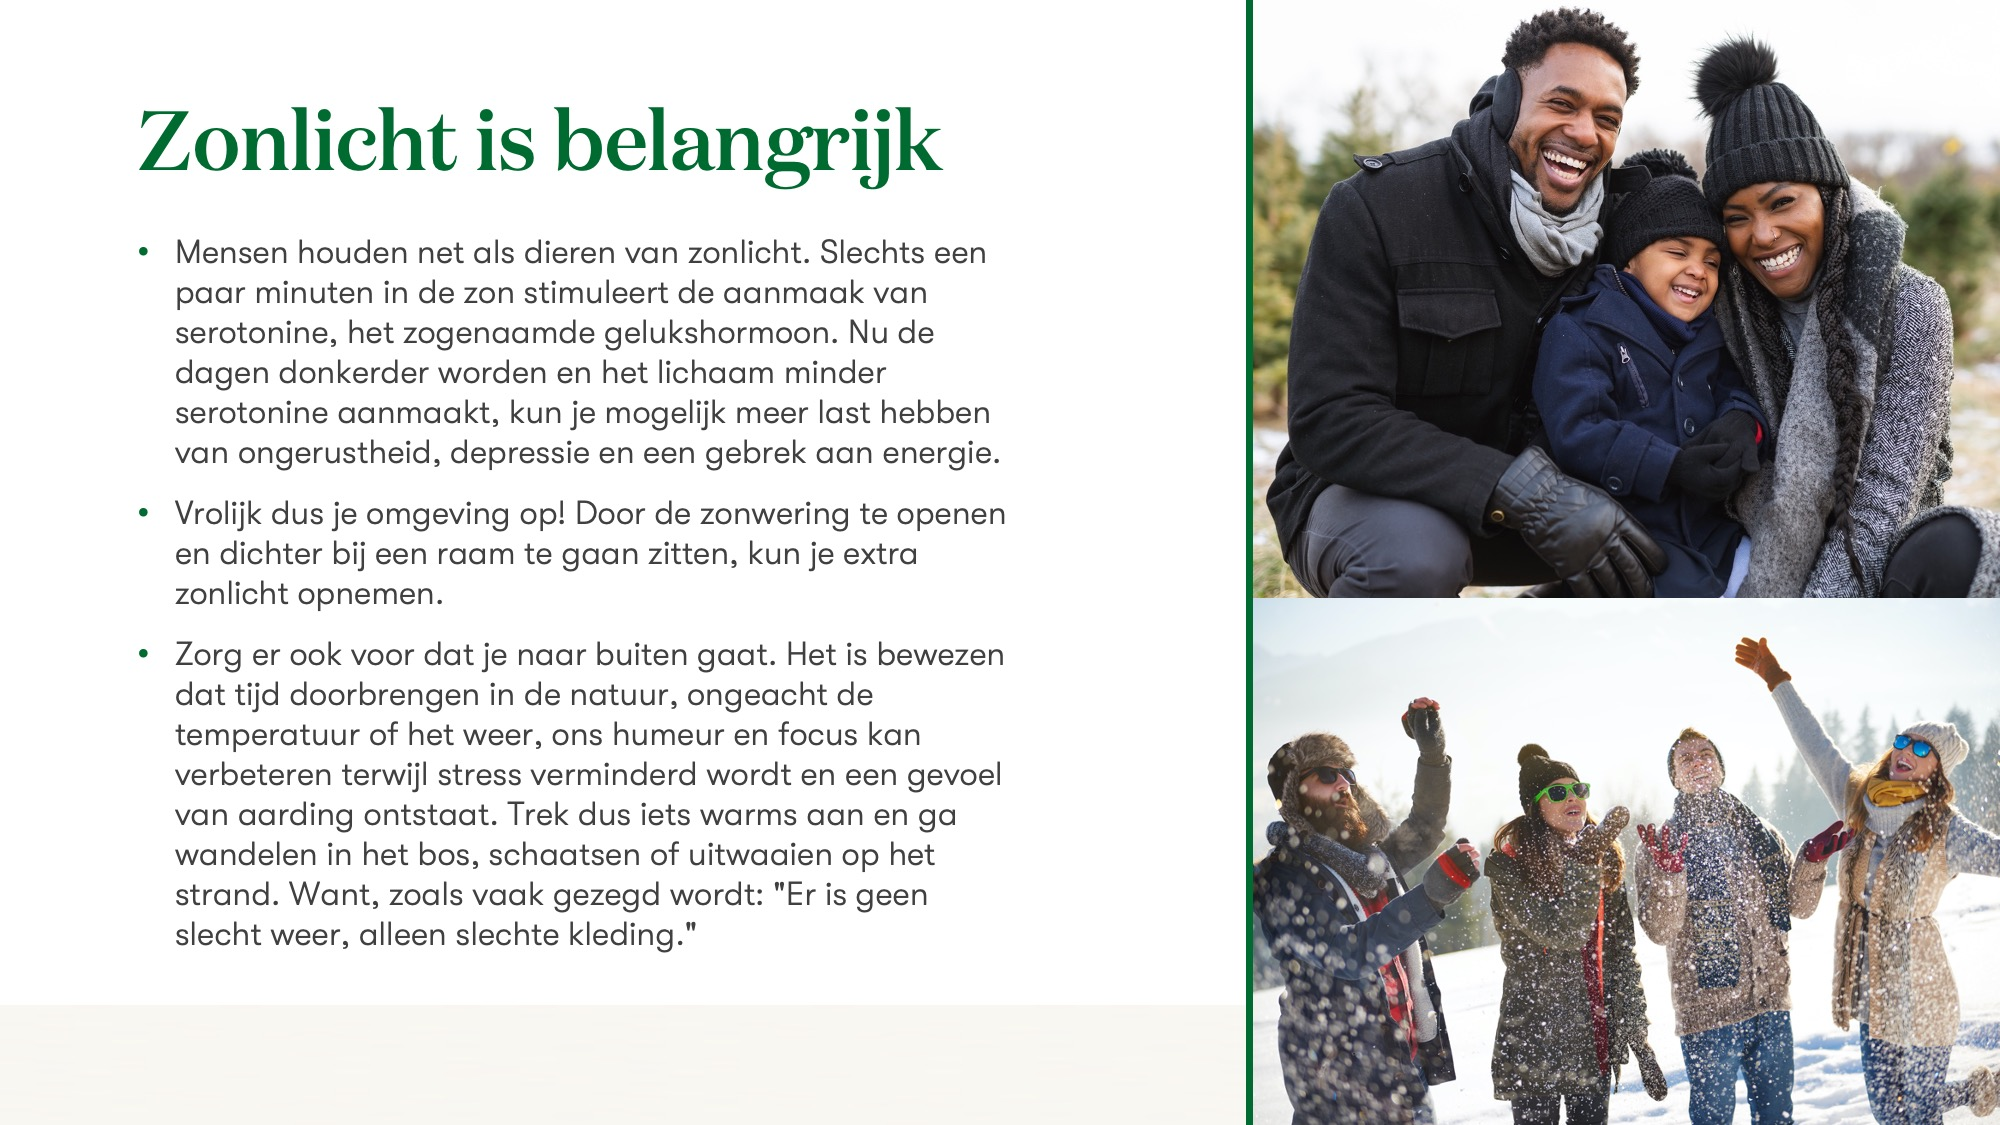 Zonlicht is belangrijk
• Mensen houden net als dieren van zonlicht. Slechts een
paar minuten in de zon stimuleert de aanmaak van
serotonine, het zogenaamde gelukshormoon. Nu de
dagen donkerder worden en het lichaam minder
serotonine aanmaakt, kun je mogelijk meer last hebben
van ongerustheid, depressie en een gebrek aan energie.
• Vrolijk dus je omgeving op! Door de zonwering te openen
en dichter bij een raam te gaan zitten, kun je extra
zonlicht opnemen.
• Zorg er ook voor dat je naar buiten gaat. Het is bewezen
dat tijd doorbrengen in de natuur, ongeacht de
temperatuur of het weer, ons humeur en focus kan
verbeteren terwijl stress verminderd wordt en een gevoel
van aarding ontstaat. Trek dus iets warms aan en ga
wandelen in het bos, schaatsen of uitwaaien op het
strand. Want, zoals vaak gezegd wordt: "Er is geen
slecht weer, alleen slechte kleding."